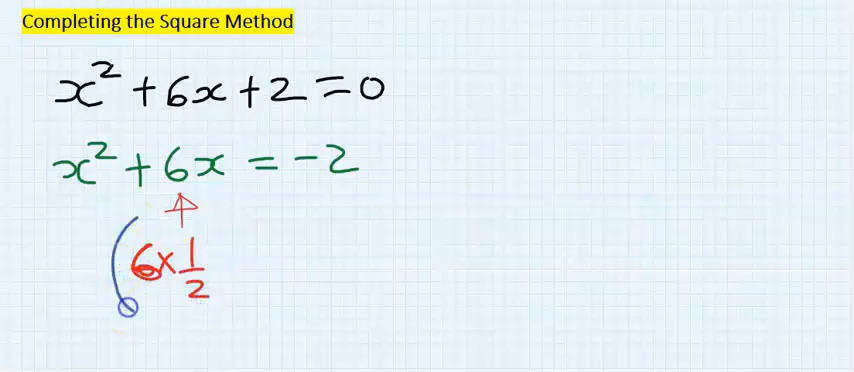 Completing the Square Method
x² + 6x + 2 = 0
x² + 6x = -2
(6 × 1/2